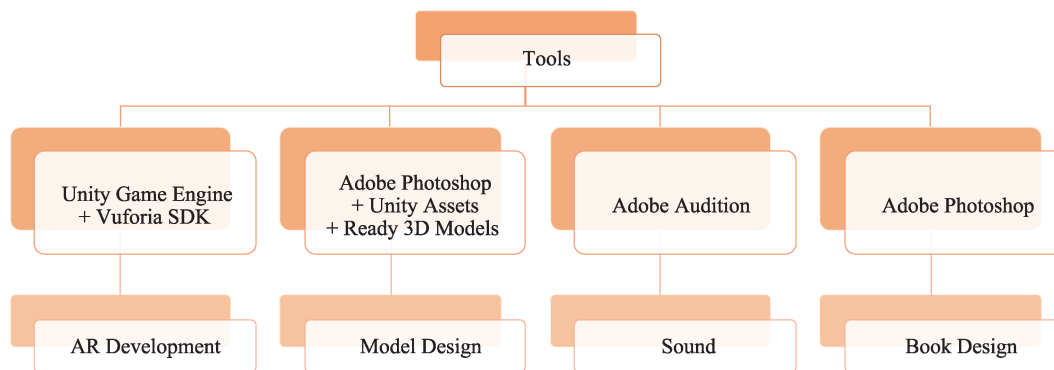 Tools
Unity Game Engine
+ Vuforia SDK
Adobe Photoshop
+ Unity Assets
+ Ready 3D Models
Adobe Audition
Adobe Photoshop
AR Development
Model Design
Sound
Book Design